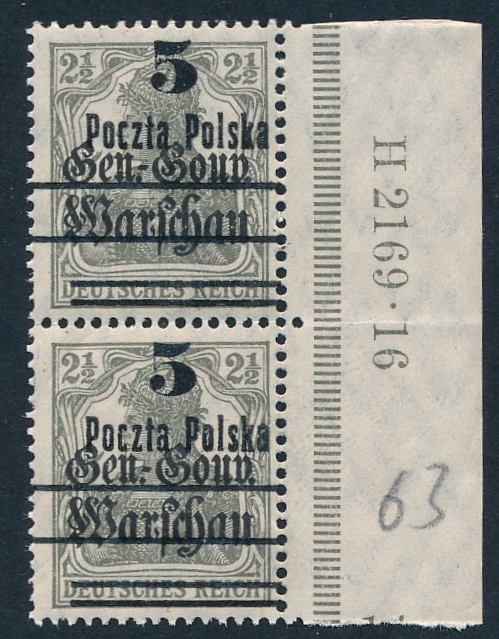 2½ 5 2½
Poczta Polska
Gen.-Gouv.
Warschau
DEUTSCHES REICH
2½ 5 2½
Poczta Polska
Gen.-Gouv.
Warschau
DEUTSCHES REICH
H 2169·16
63